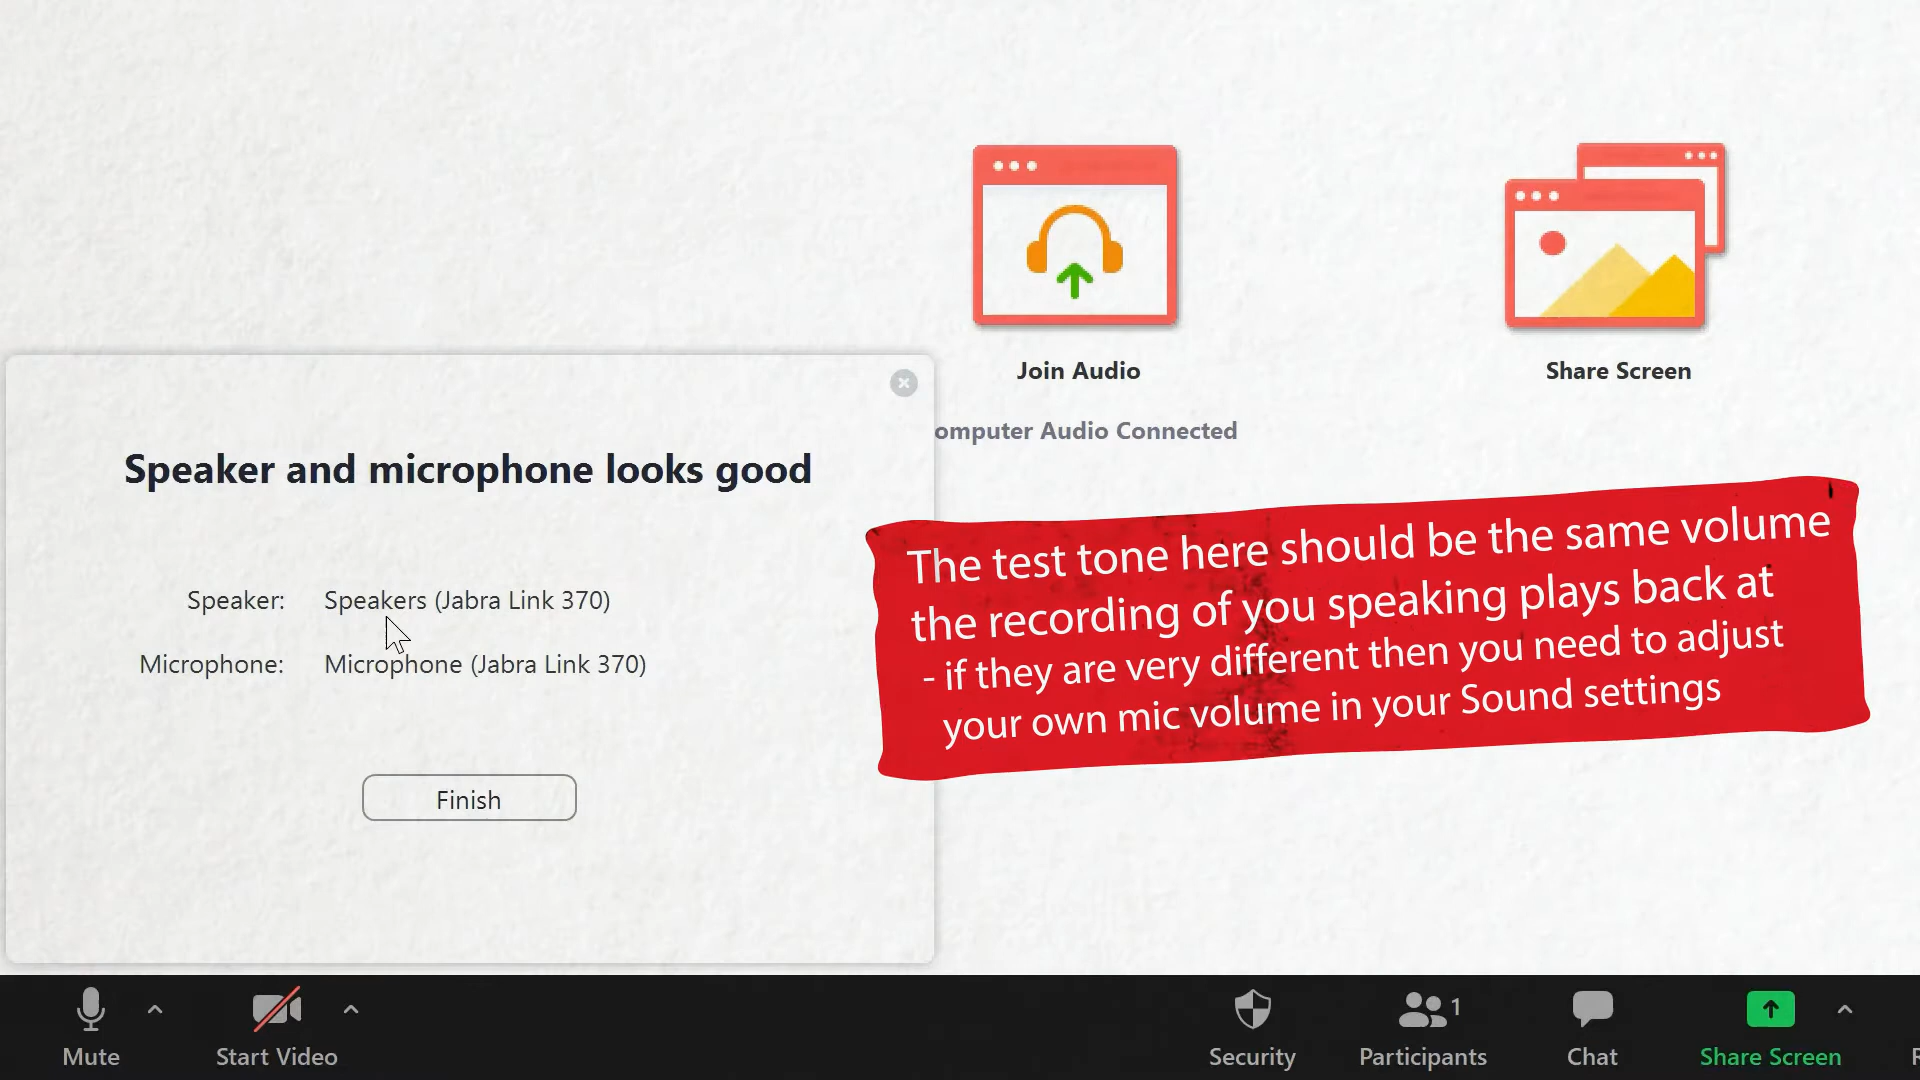 Join Audio
Share Screen
omputer Audio Connected
Speaker and microphone looks good
Speaker: Speakers (Jabra Link 370)
Microphone: Microphone (Jabra Link 370)
Finish
The test tone here should be the same volume
the recording of you speaking plays back at
- if they are very different then you need to adjust
your own mic volume in your Sound settings
1
Mute
Start Video
Security
Participants
Chat
Share Screen